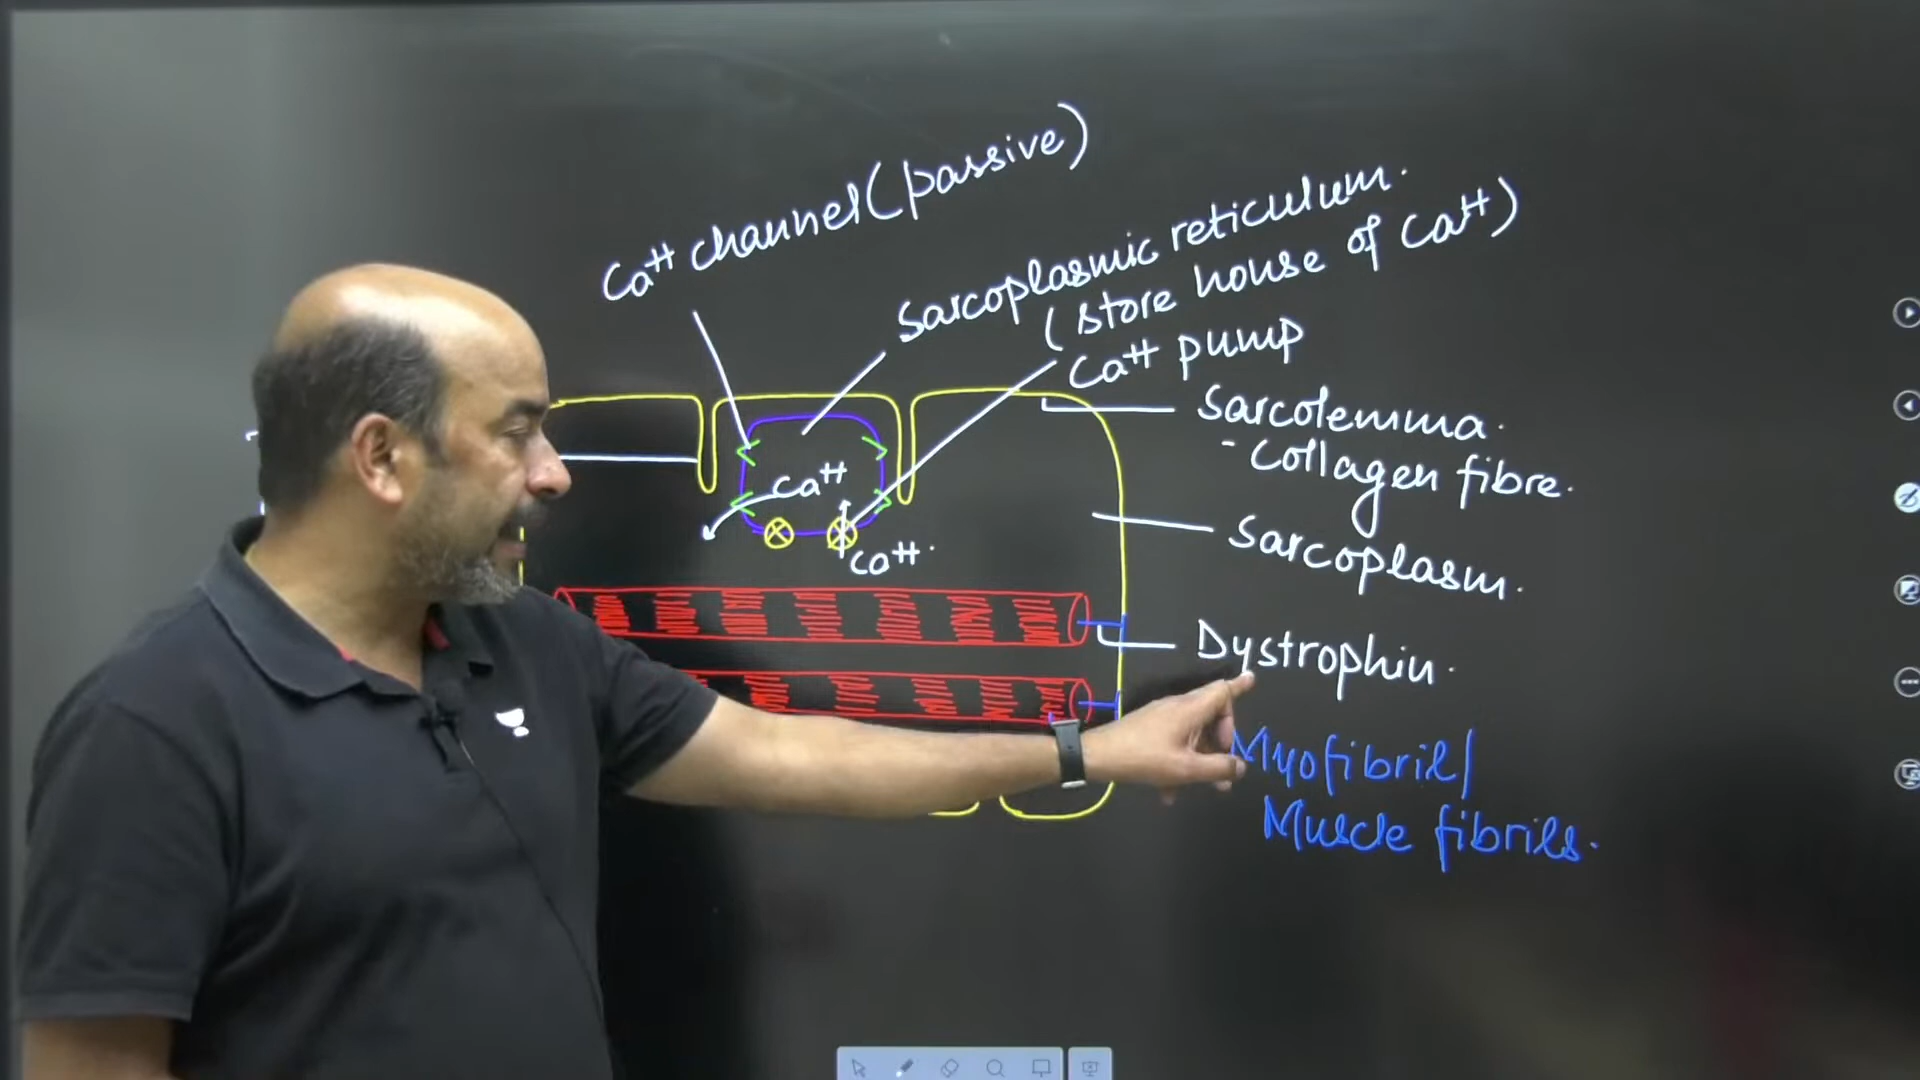 Ca++ channel (passive)
Sarcoplasmic reticulum.
(store house of Ca++)
Ca++ pump
Sarcolemma.
- Collagen fibre.
Ca++
Sarcoplasm.
Ca++.
Dystrophin.
Myofibril/
Muscle fibrils.